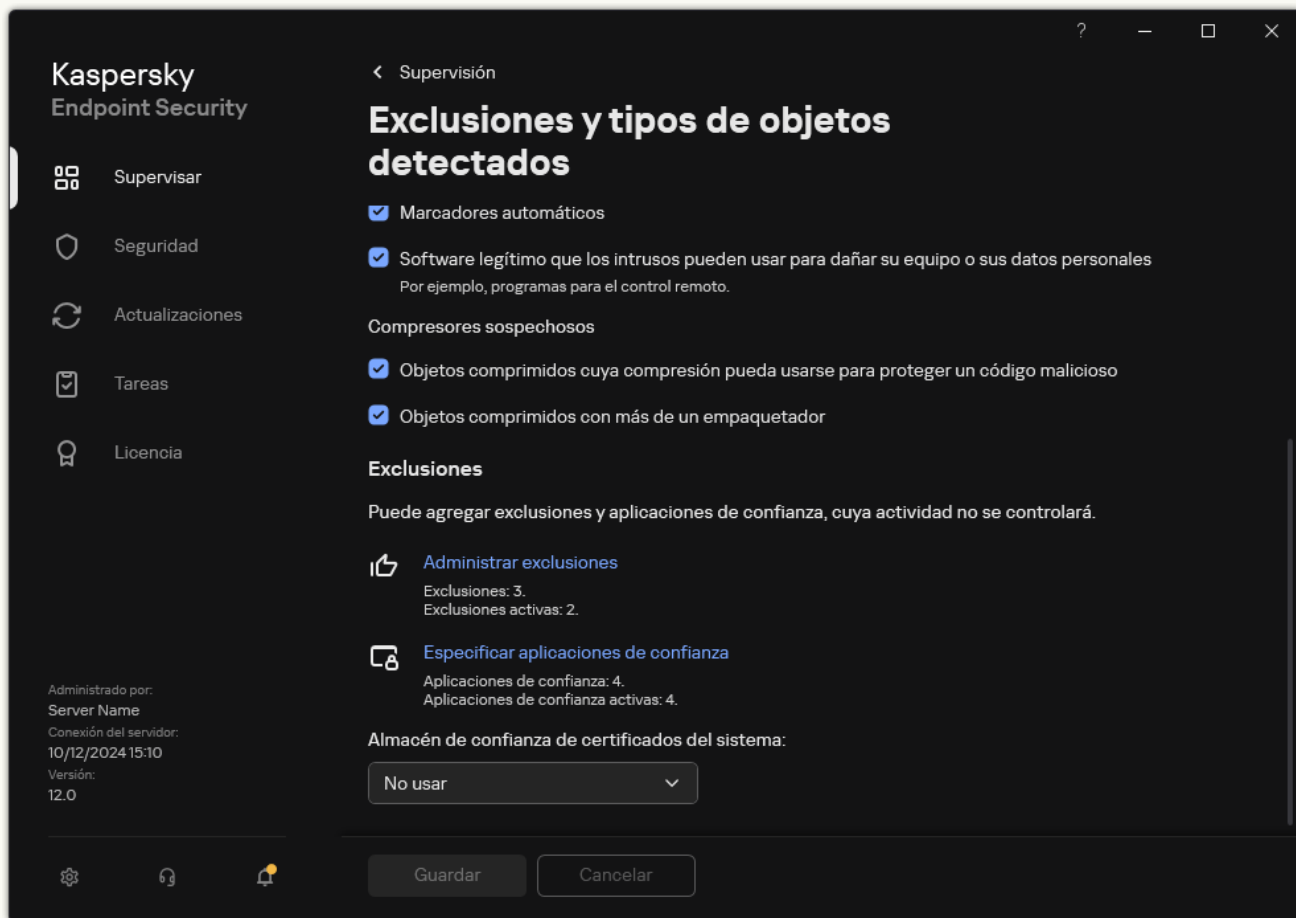 ?
Kaspersky
Endpoint Security
Supervisar
Seguridad
Actualizaciones
Tareas
Licencia
Administrado por:
Server Name
Conexión del servidor:
10/12/2024 15:10
Versión:
12.0
Supervisión
Exclusiones y tipos de objetos
detectados
Marcadores automáticos
Software legítimo que los intrusos pueden usar para dañar su equipo o sus datos personales
Por ejemplo, programas para el control remoto.
Compresores sospechosos
Objetos comprimidos cuya compresión pueda usarse para proteger un código malicioso
Objetos comprimidos con más de un empaquetador
Exclusiones
Puede agregar exclusiones y aplicaciones de confianza, cuya actividad no se controlará.
Administrar exclusiones
Exclusiones: 3.
Exclusiones activas: 2.
Especificar aplicaciones de confianza
Aplicaciones de confianza: 4.
Aplicaciones de confianza activas: 4.
Almacén de confianza de certificados del sistema:
No usar
Guardar
Cancelar